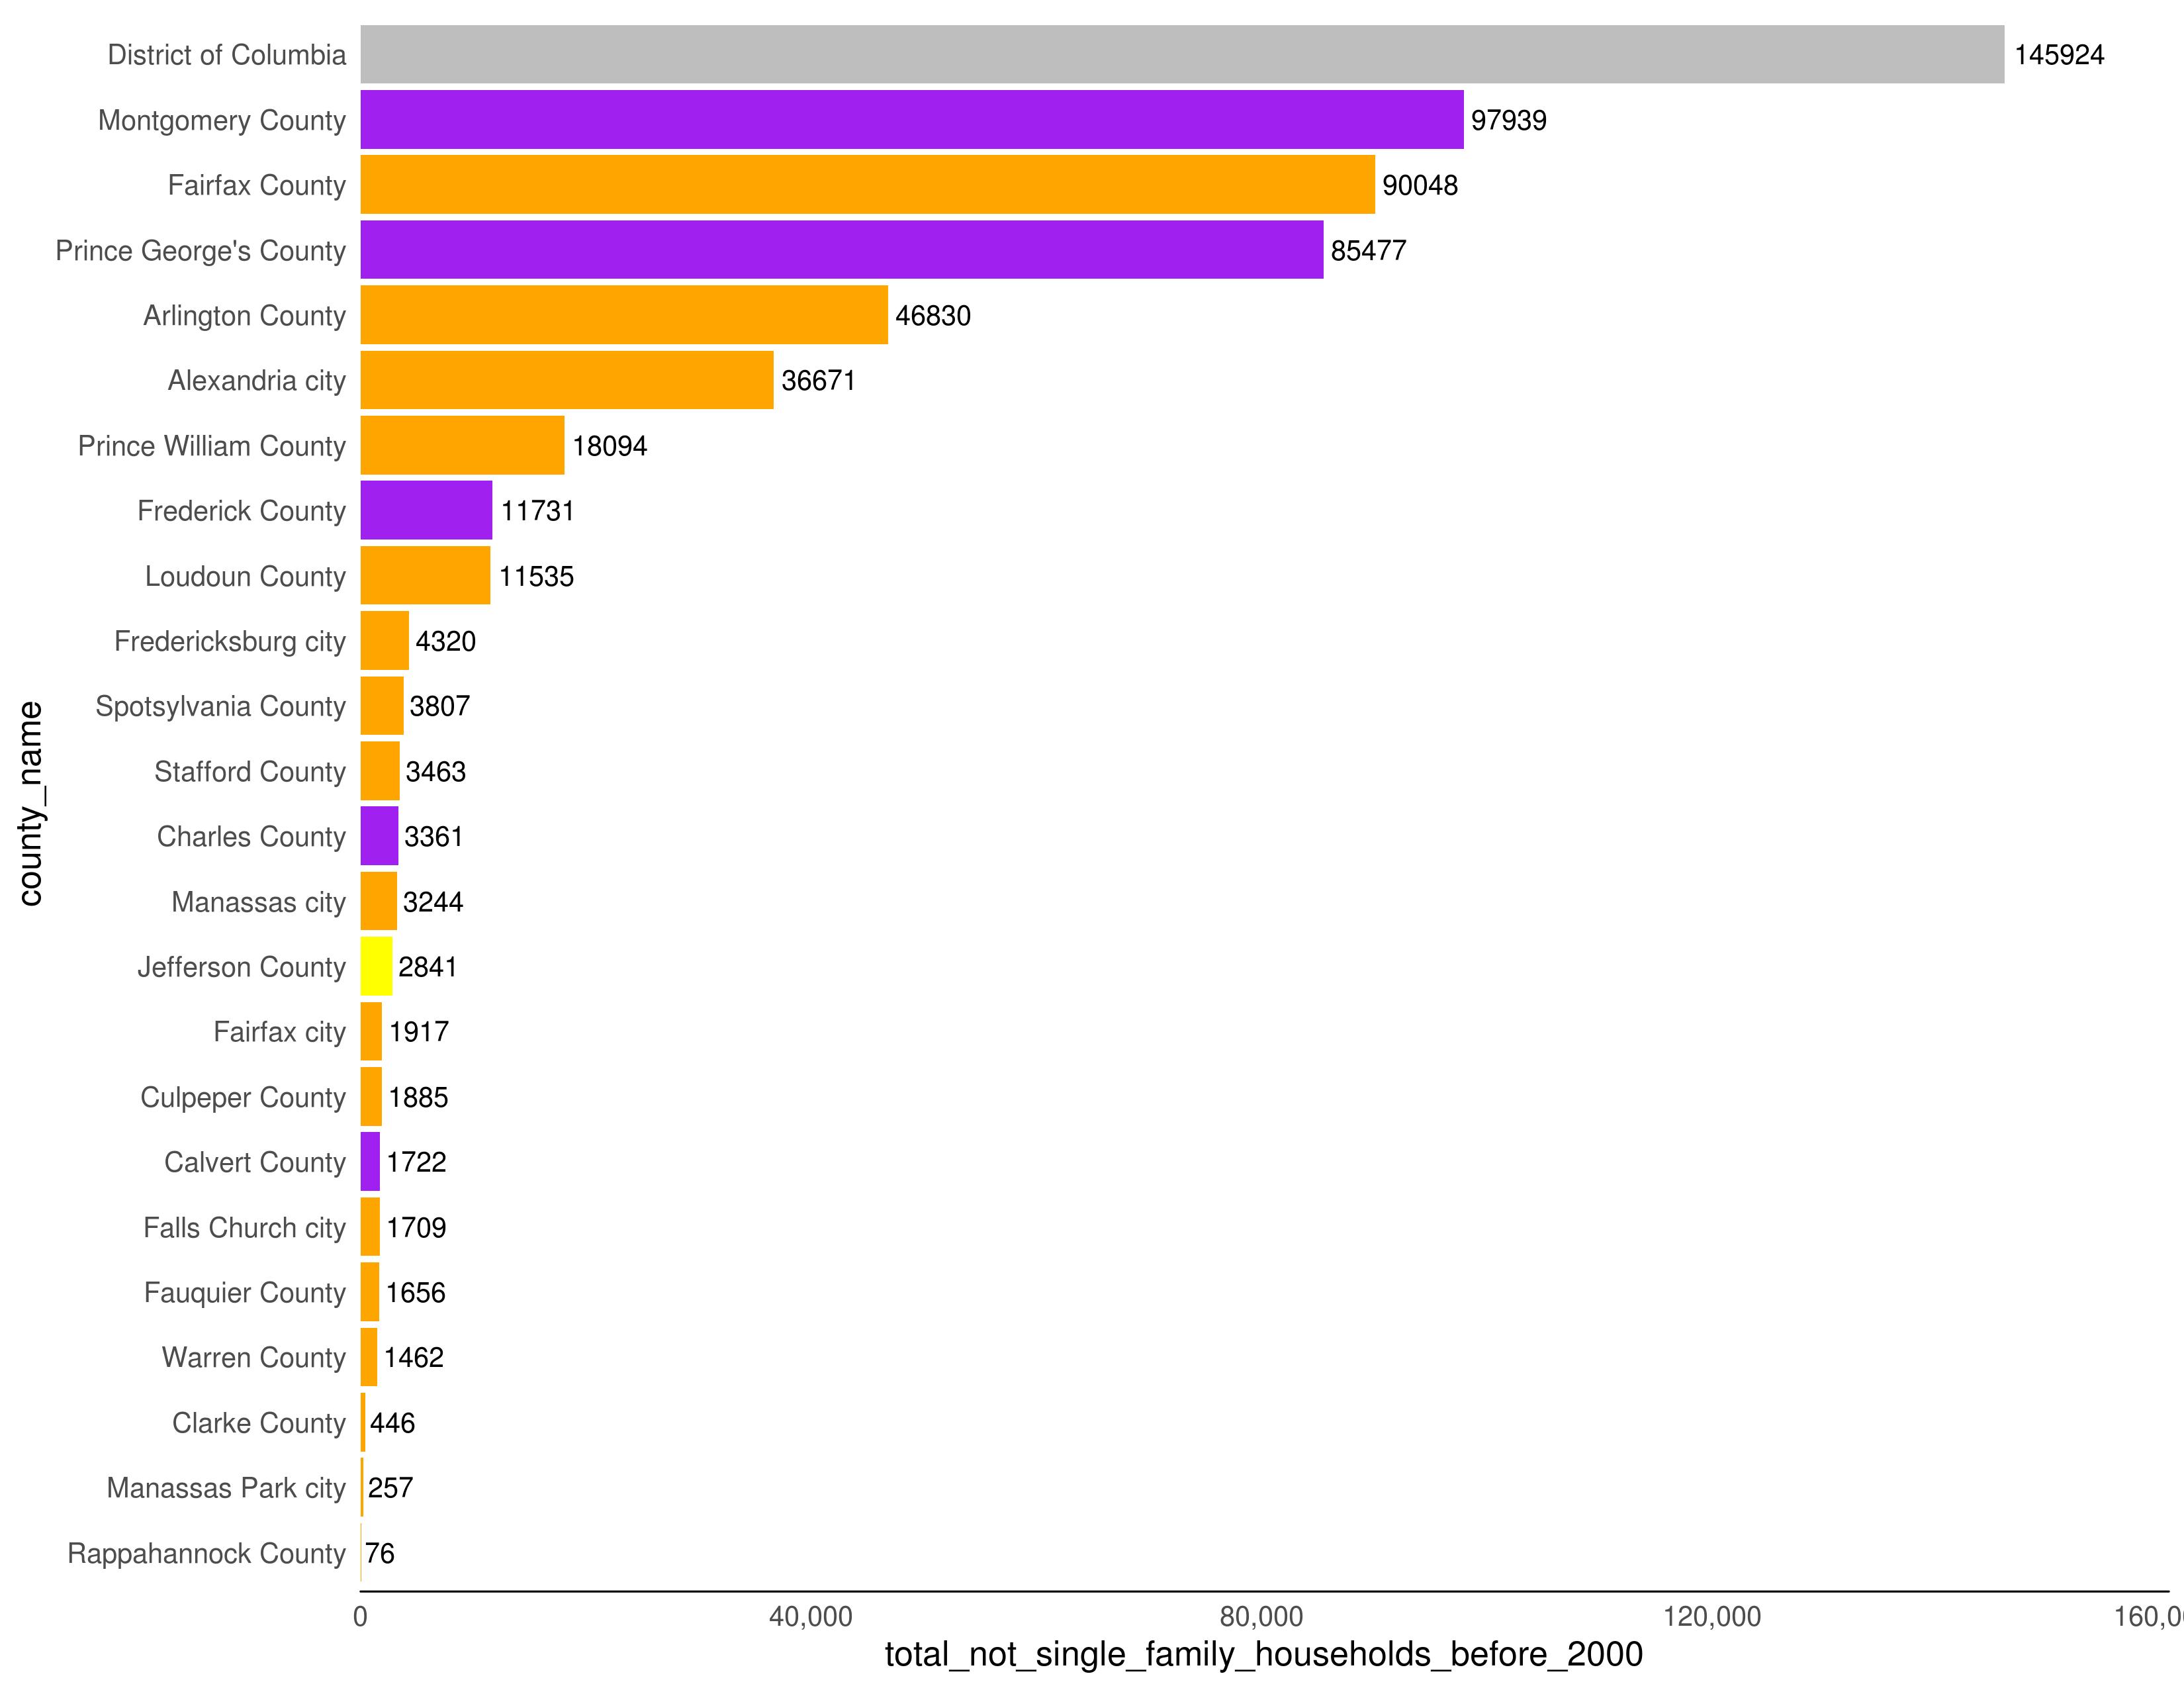 District of Columbia 145924
Montgomery County 97939
Fairfax County 90048
Prince George's County 85477
Arlington County 46830
Alexandria city 36671
Prince William County 18094
Frederick County 11731
Loudoun County 11535
Fredericksburg city 4320
Spotsylvania County 3807
Stafford County 3463
Charles County 3361
Manassas city 3244
Jefferson County 2841
Fairfax city 1917
Culpeper County 1885
Calvert County 1722
Falls Church city 1709
Fauquier County 1656
Warren County 1462
Clarke County 446
Manassas Park city 257
Rappahannock County 76
county_name
0 40,000 80,000 120,000 160,0
total_not_single_family_households_before_2000